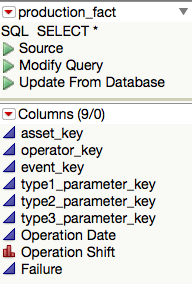 production_fact
SQL SELECT *
Source
Modify Query
Update From Database
Columns (9/0)
asset_key
operator_key
event_key
type1_parameter_key
type2_parameter_key
type3_parameter_key
Operation Date
Operation Shift
Failure